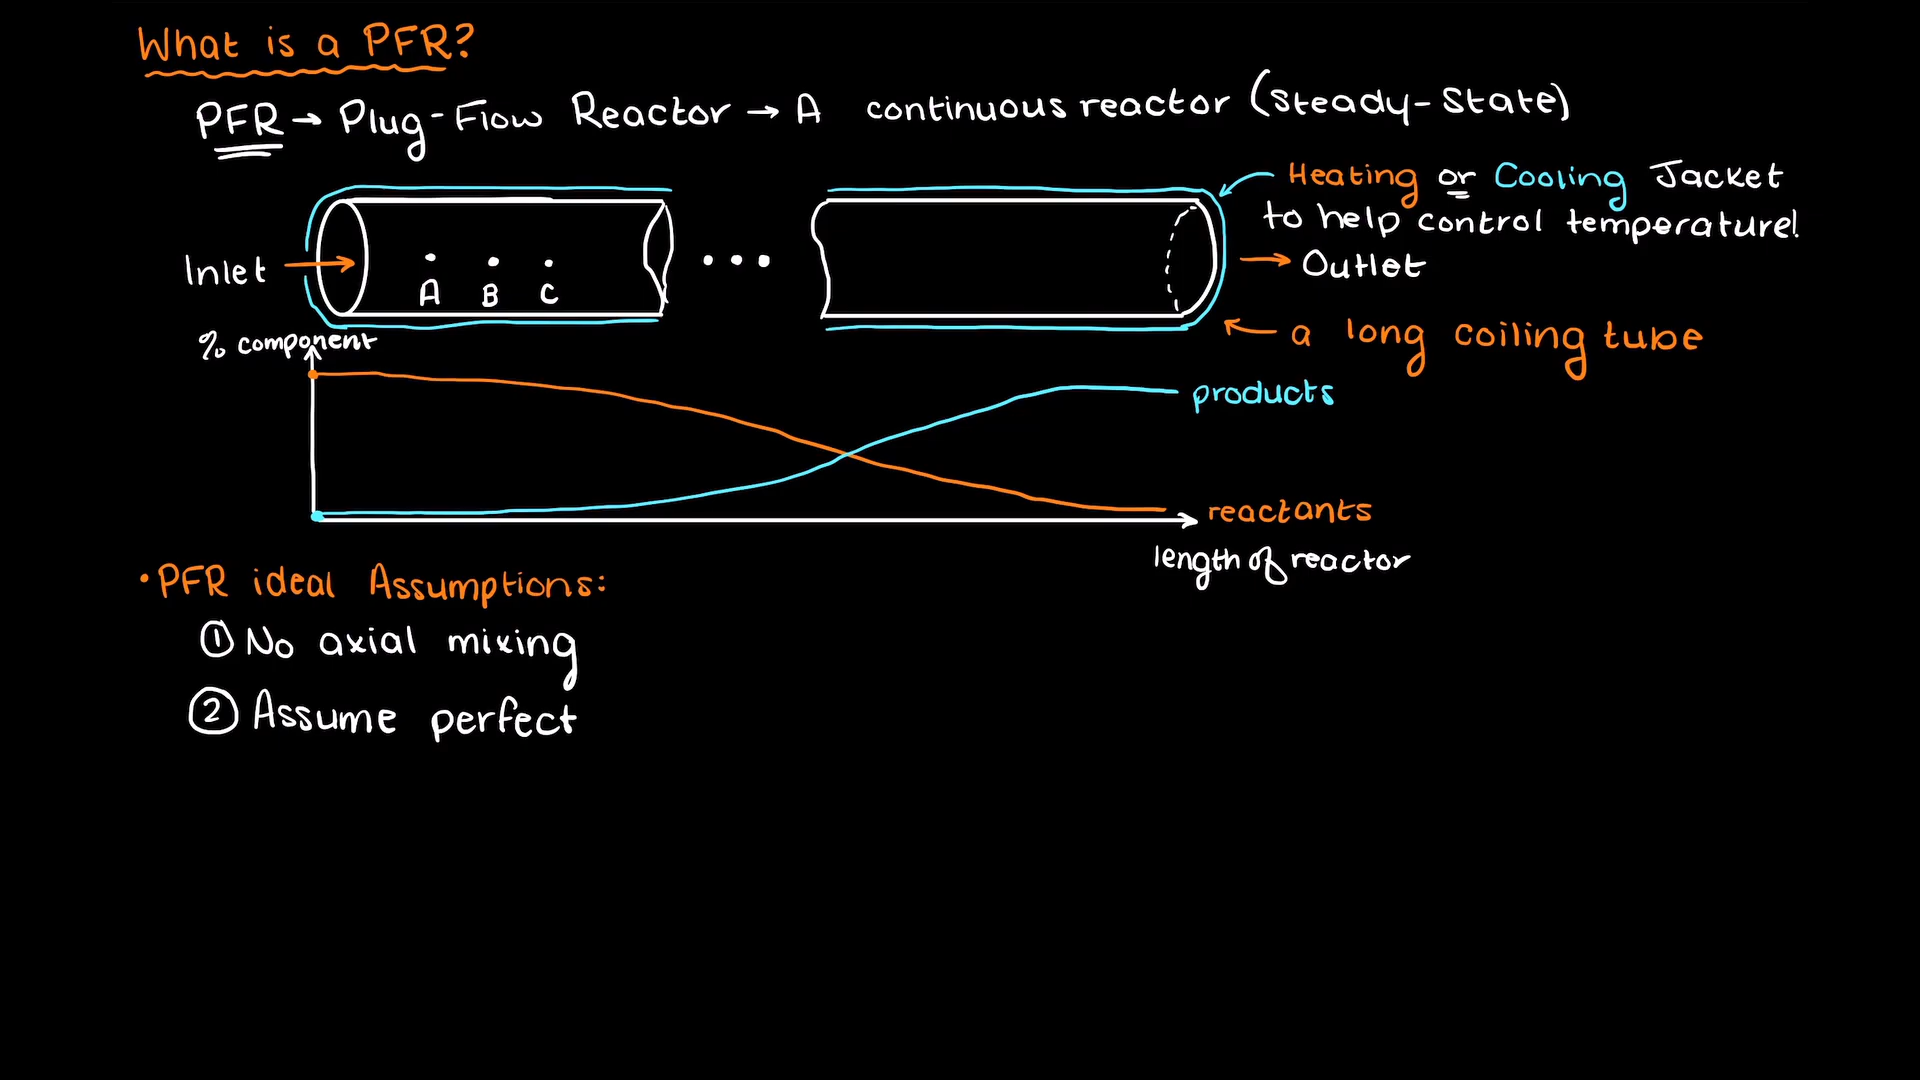 What is a PFR?
PFR → Plug-Flow Reactor → A continuous reactor (Steady-State)
Heating or Cooling Jacket
to help control temperature!
Inlet
A B C
Outlet
a long coiling tube
% component
products
reactants
length of reactor
• PFR ideal Assumptions:
① No axial mixing
② Assume perfect